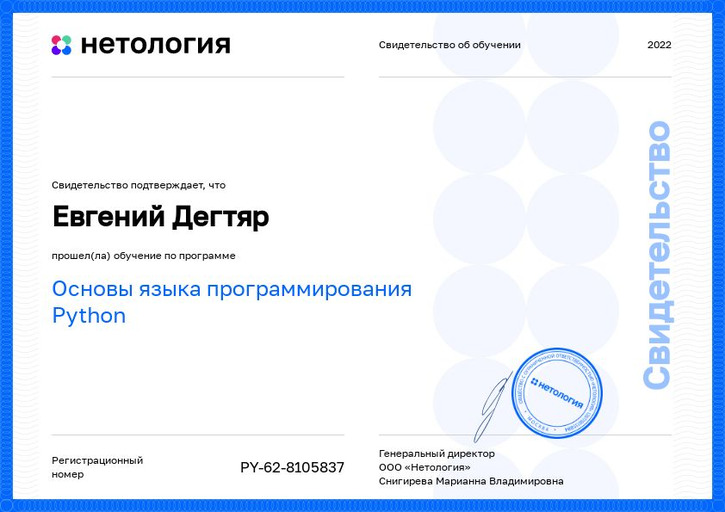 нетология
Свидетельство об обучении
2022
Свидетельство подтверждает, что
Евгений Дегтяр
прошел(ла) обучение по программе
Основы языка программирования
Python
Свидетельство
нетология
МОСКВА
Регистрационный
номер
PY-62-8105837
Генеральный директор
ООО «Нетология»
Снигирева Марианна Владимировна